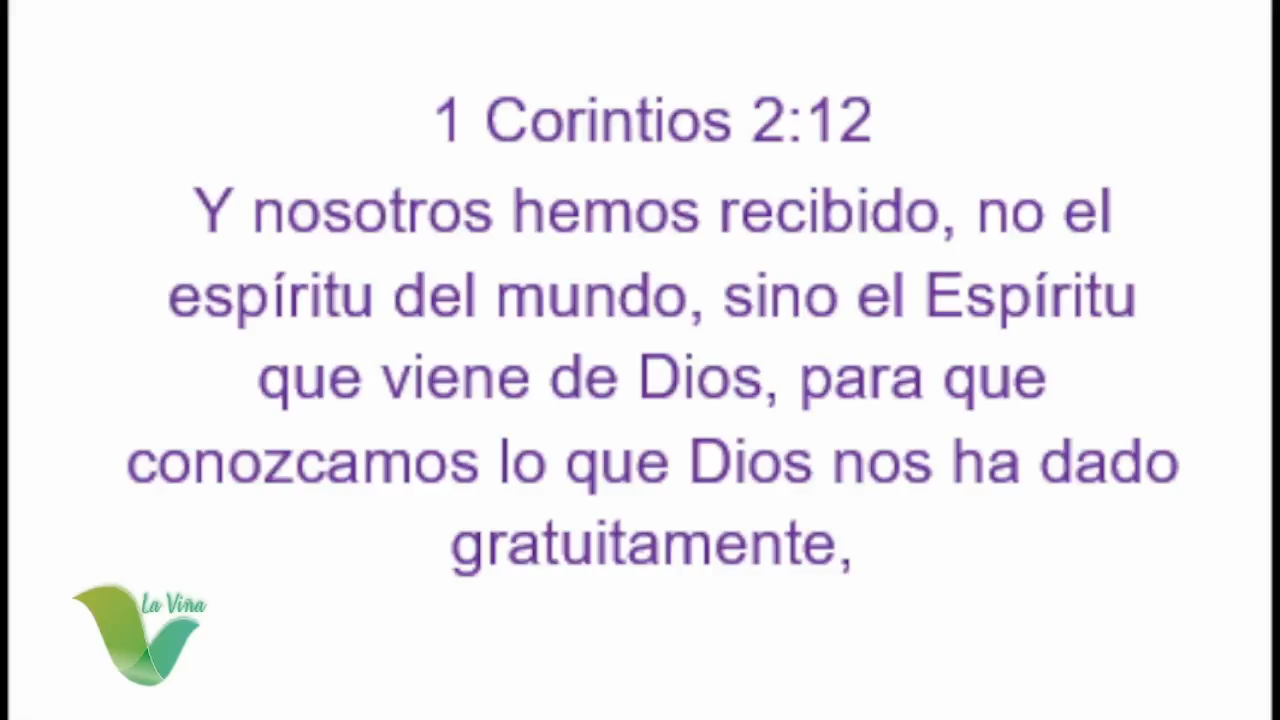 1 Corintios 2:12
Y nosotros hemos recibido, no el
espíritu del mundo, sino el Espíritu
que viene de Dios, para que
conozcamos lo que Dios nos ha dado
gratuitamente,
La Viña